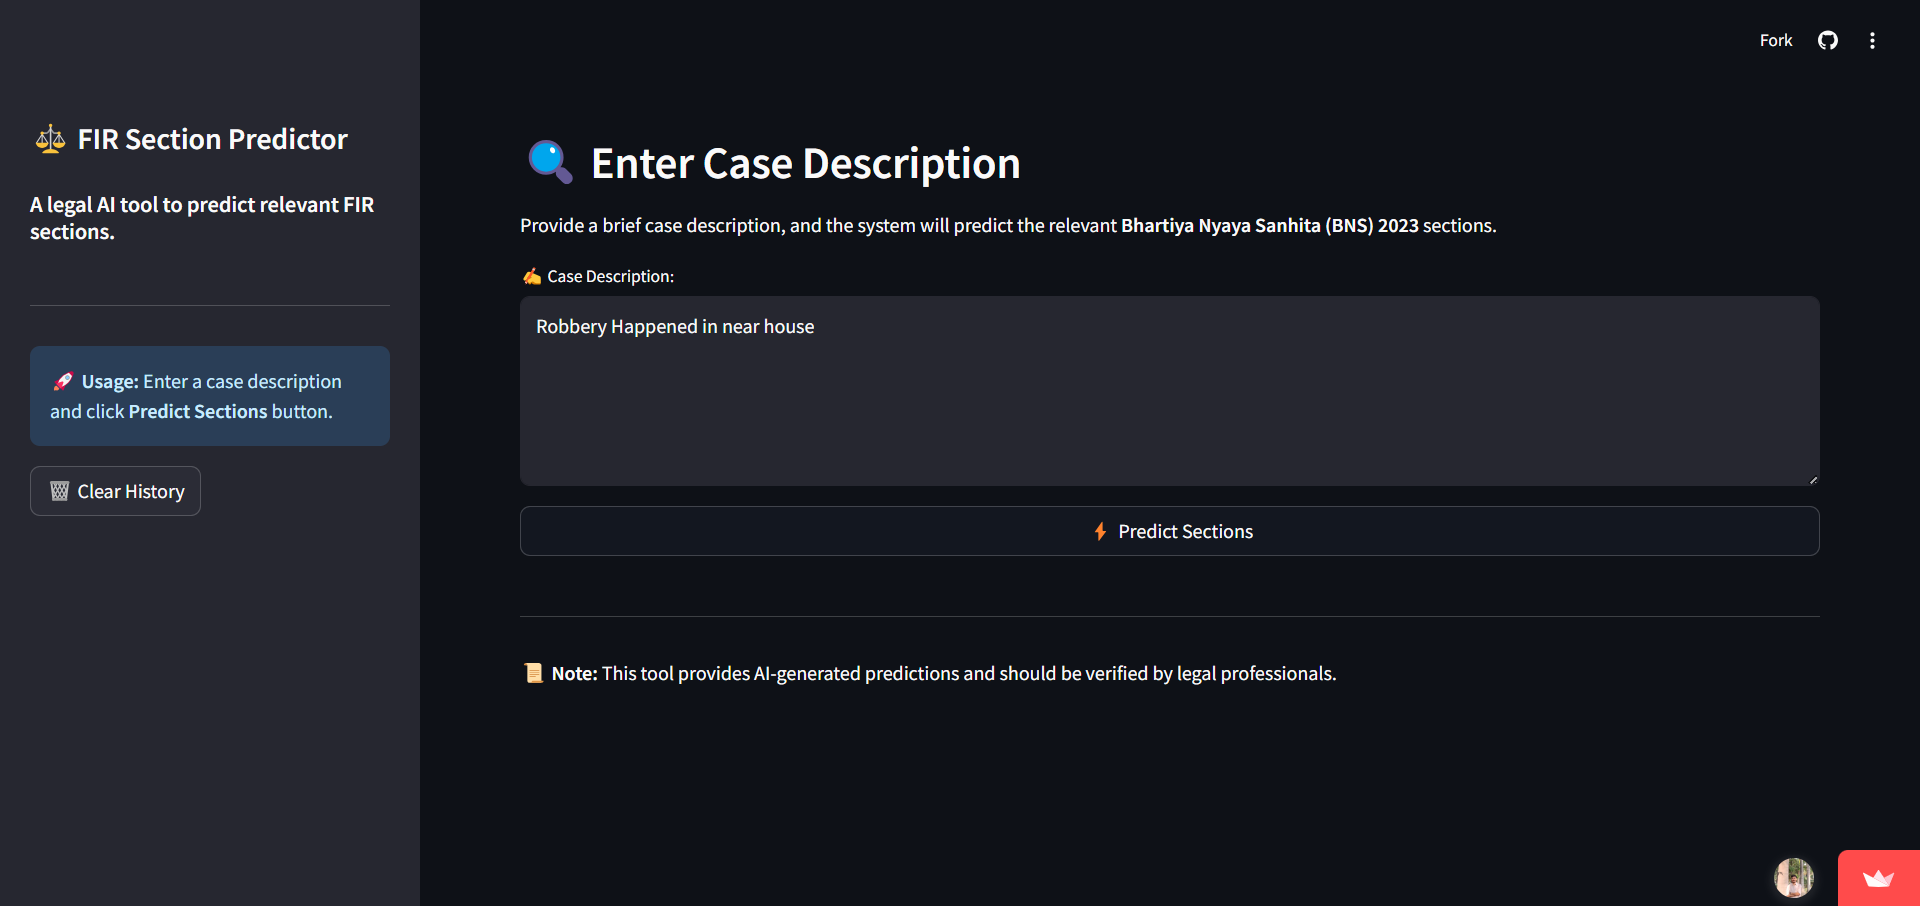 Fork
FIR Section Predictor
A legal AI tool to predict relevant FIR
sections.
Usage: Enter a case description
and click Predict Sections button.
Clear History
Enter Case Description
Provide a brief case description, and the system will predict the relevant Bhartiya Nyaya Sanhita (BNS) 2023 sections.
Case Description:
Robbery Happened in near house
Predict Sections
Note: This tool provides AI-generated predictions and should be verified by legal professionals.